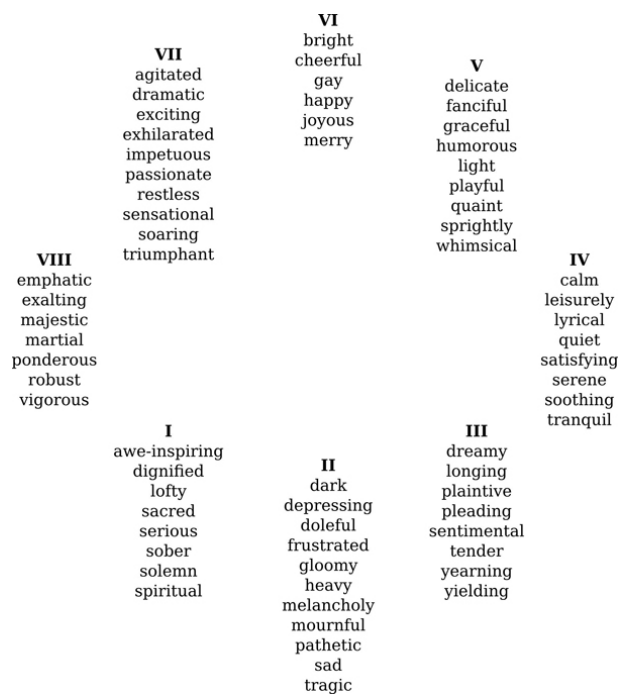 VI
bright
cheerful
gay
happy
joyous
merry
VII
agitated
dramatic
exciting
exhilarated
impetuous
passionate
restless
sensational
soaring
triumphant
V
delicate
fanciful
graceful
humorous
light
playful
quaint
sprightly
whimsical
VIII
emphatic
exalting
majestic
martial
ponderous
robust
vigorous
IV
calm
leisurely
lyrical
quiet
satisfying
serene
soothing
tranquil
I
awe-inspiring
dignified
lofty
sacred
serious
sober
solemn
spiritual
II
dark
depressing
doleful
frustrated
gloomy
heavy
melancholy
mournful
pathetic
sad
tragic
III
dreamy
longing
plaintive
pleading
sentimental
tender
yearning
yielding